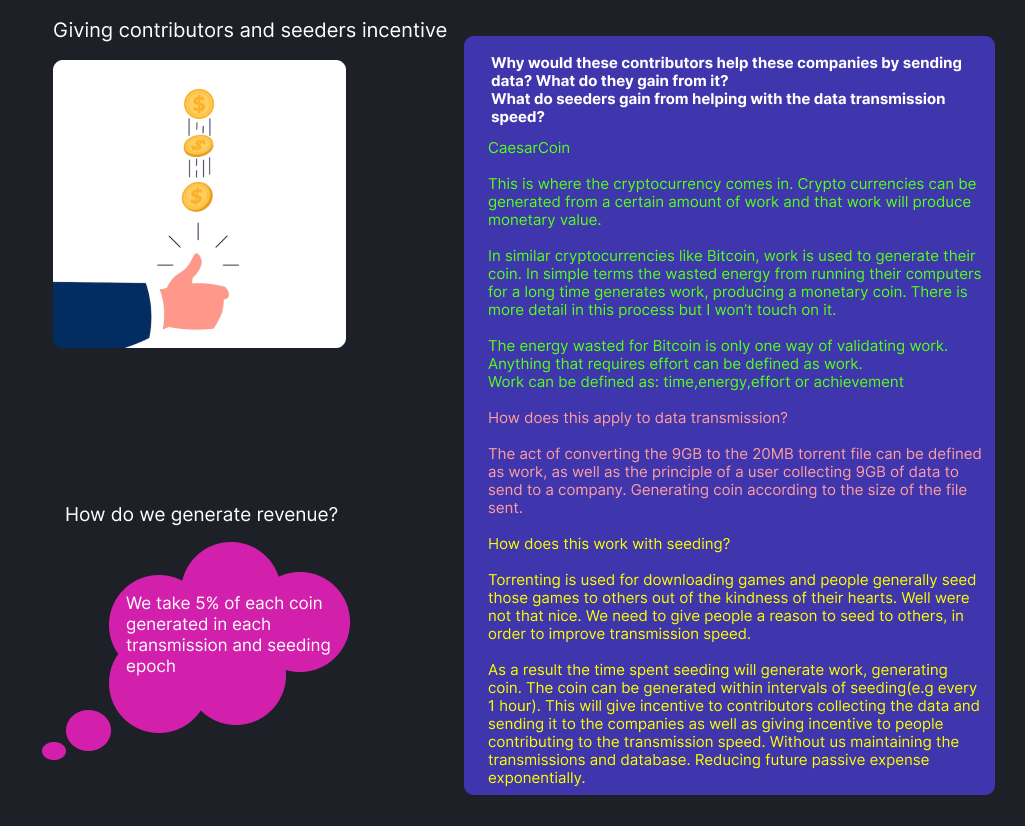 Giving contributors and seeders incentive
Why would these contributors help these companies by sending
data? What do they gain from it?
What do seeders gain from helping with the data transmission
speed?
CaesarCoin
This is where the cryptocurrency comes in. Crypto currencies can be
generated from a certain amount of work and that work will produce
monetary value.
In similar cryptocurrencies like Bitcoin, work is used to generate their
coin. In simple terms the wasted energy from running their computers
for a long time generates work, producing a monetary coin. There is
more detail in this process but I won't touch on it.
The energy wasted for Bitcoin is only one way of validating work.
Anything that requires effort can be defined as work.
Work can be defined as: time,energy,effort or achievement
How does this apply to data transmission?
The act of converting the 9GB to the 20MB torrent file can be defined
as work, as well as the principle of a user collecting 9GB of data to
send to a company. Generating coin according to the size of the file
sent.
How does this work with seeding?
Torrenting is used for downloading games and people generally seed
those games to others out of the kindness of their hearts. Well were
not that nice. We need to give people a reason to seed to others, in
order to improve transmission speed.
As a result the time spent seeding will generate work, generating
coin. The coin can be generated within intervals of seeding(e.g every
1 hour). This will give incentive to contributors collecting the data and
sending it to the companies as well as giving incentive to people
contributing to the transmission speed. Without us maintaining the
transmissions and database. Reducing future passive expense
exponentially.
How do we generate revenue?
We take 5% of each coin
generated in each
transmission and seeding
epoch